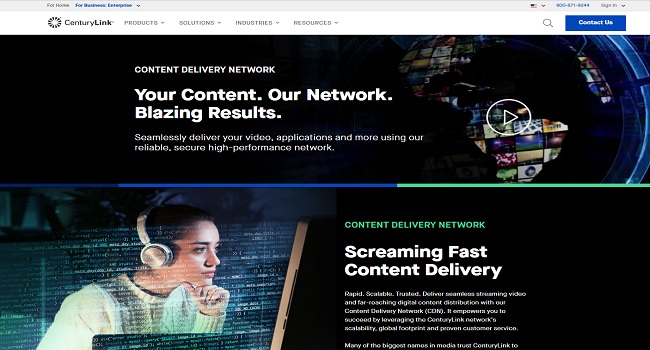 For Home For Business: Enterprise 800-871-9244 Sign In
CenturyLink PRODUCTS SOLUTIONS INDUSTRIES RESOURCES Contact Us
CONTENT DELIVERY NETWORK
Your Content. Our Network.
Blazing Results.
Seamlessly deliver your video, applications and more using our
reliable, secure high-performance network.
CONTENT DELIVERY NETWORK
Screaming Fast
Content Delivery
Rapid. Scalable. Trusted. Deliver seamless streaming video
and far-reaching digital content distribution with our
Content Delivery Network (CDN). It empowers you to
succeed by leveraging the CenturyLink network's
scalability, global footprint and proven customer service.
Many of the biggest names in media trust CenturyLink to